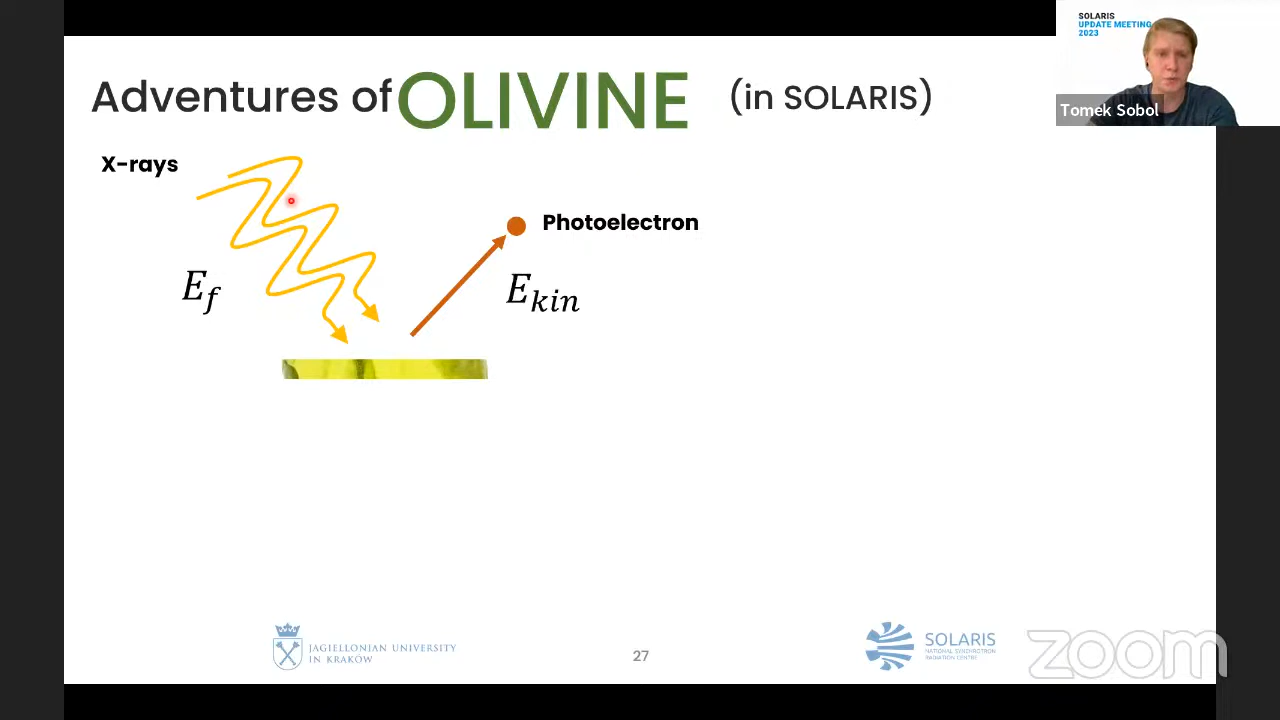 SOLARIS
UPDATE MEETING
2023
Tomek Sobol
Adventures of OLIVINE (in SOLARIS)
X-rays
Photoelectron
E_f
E_kin
JAGIELLONIAN UNIVERSITY
IN KRAKÓW
27
SOLARIS
NATIONAL SYNCHROTRON
RADIATION CENTRE
zoom